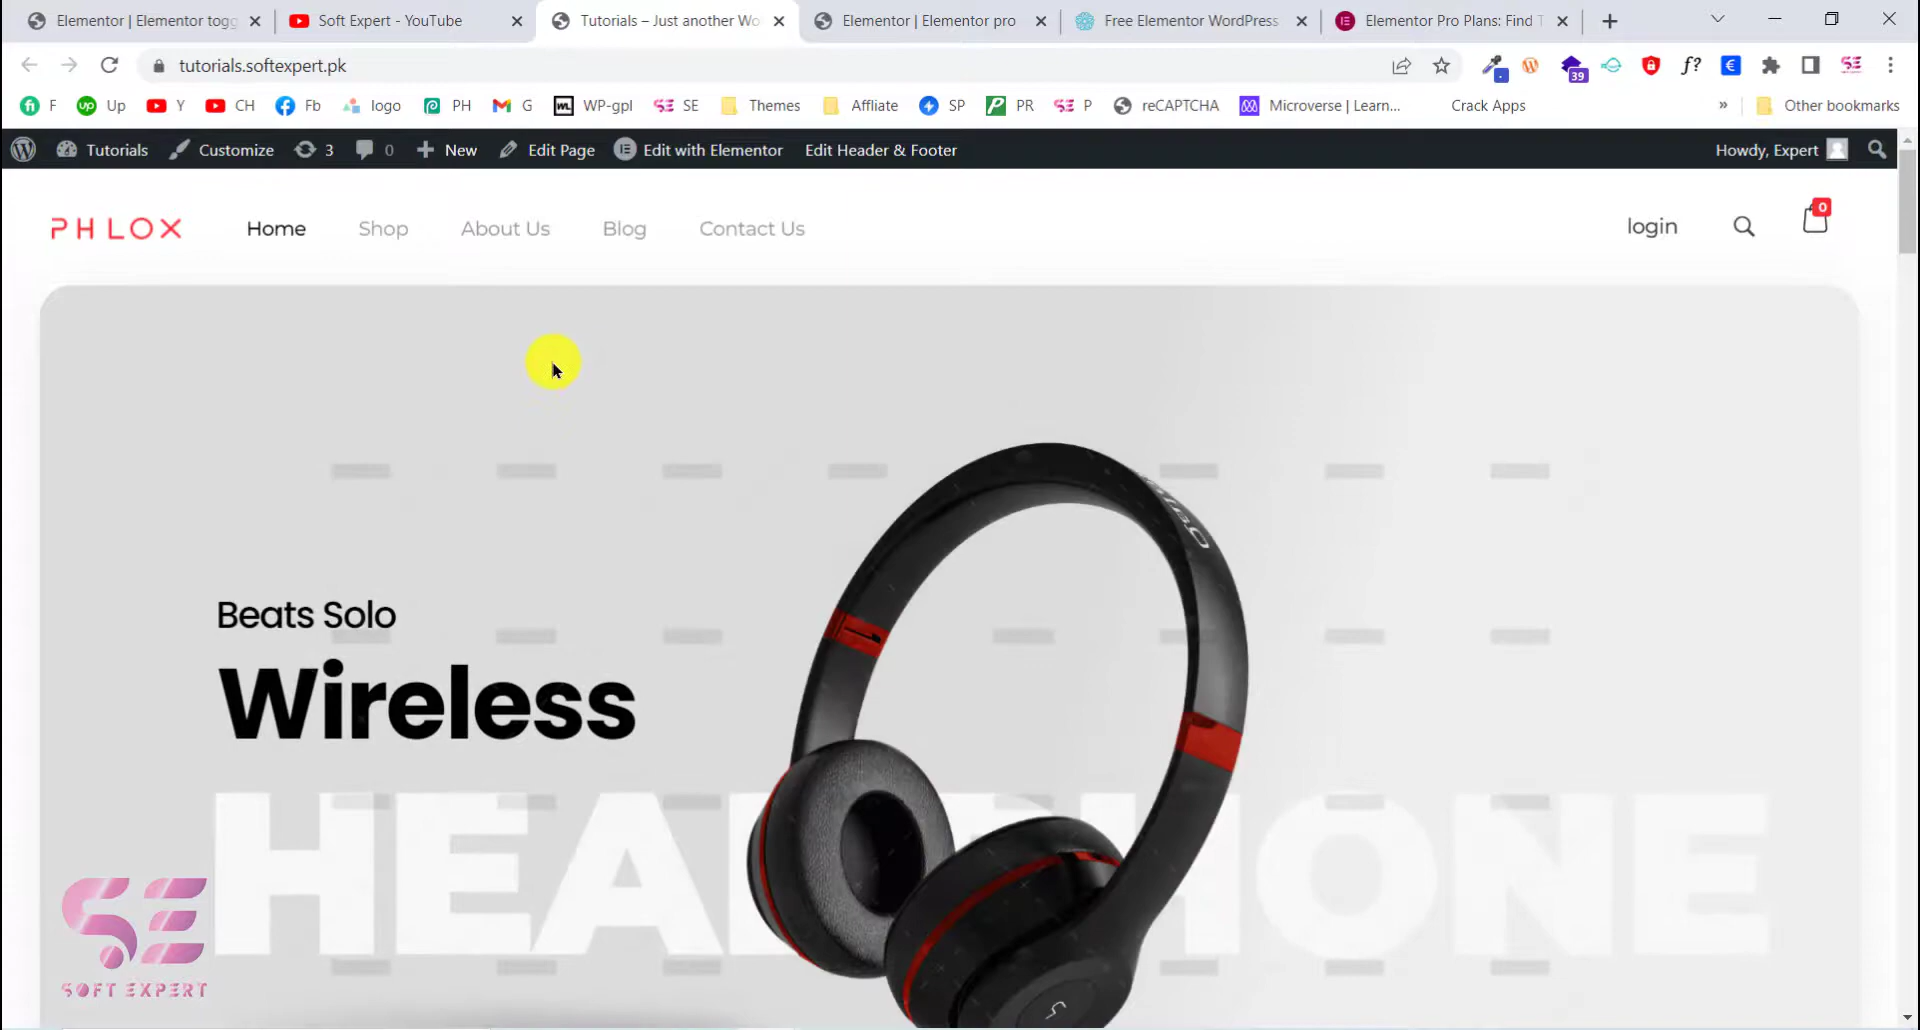 Elementor | Elementor togg
Soft Expert - YouTube
Tutorials – Just another Wo
Elementor | Elementor pro
Free Elementor WordPress
Elementor Pro Plans: Find T
tutorials.softexpert.pk
39
f?
F
Up
Y
CH
Fb
logo
PH
G
WP-gpl
SE
Themes
Affliate
SP
PR
P
reCAPTCHA
Microverse | Learn...
Crack Apps
»
Other bookmarks
Tutorials
Customize
3
0
New
Edit Page
Edit with Elementor
Edit Header & Footer
Howdy, Expert
PHLOX
Home
Shop
About Us
Blog
Contact Us
login
0
Beats Solo
Wireless
SE
SOFT EXPERT